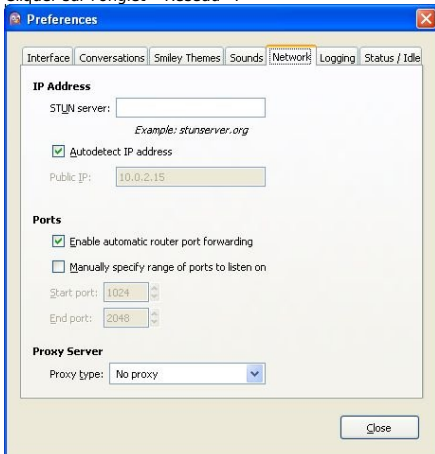 Cliquer sur l'onglet « Réseau » :
Preferences
Interface Conversations Smiley Themes Sounds Network Logging Status / Idle
IP Address
STUN server:
Example: stunserver.org
Autodetect IP address
Public IP: 10.0.2.15
Ports
Enable automatic router port forwarding
Manually specify range of ports to listen on
Start port: 1024
End port: 2048
Proxy Server
Proxy type: No proxy
Close